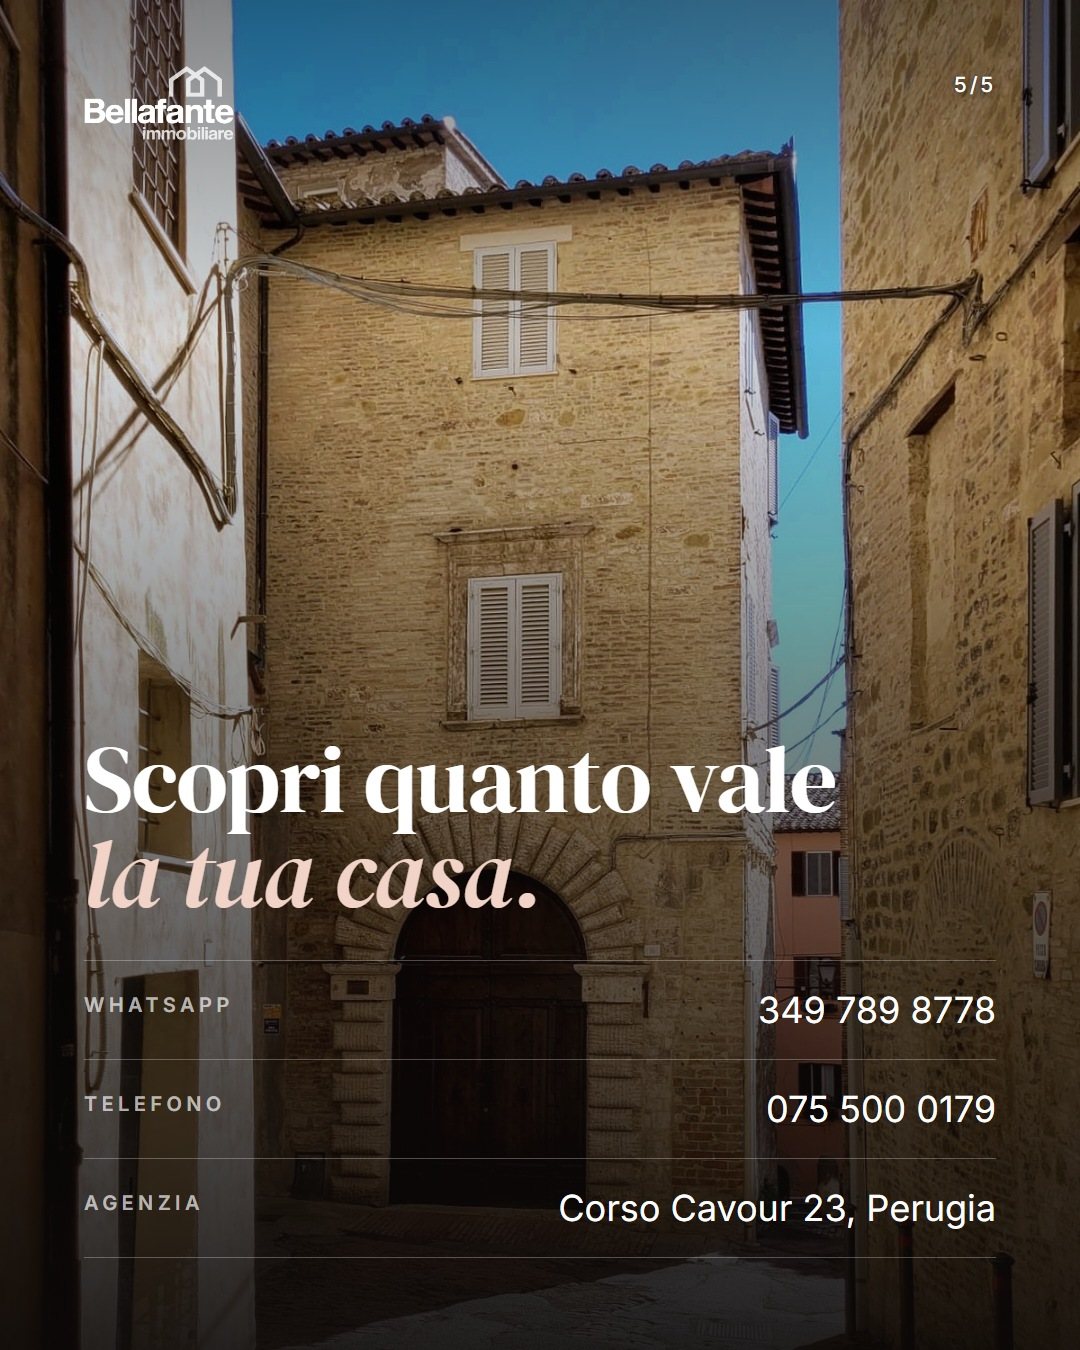 Bellafante
immobiliare
5/5
Scopri quanto vale
la tua casa.
WHATSAPP
349 789 8778
TELEFONO
075 500 0179
AGENZIA
Corso Cavour 23, Perugia